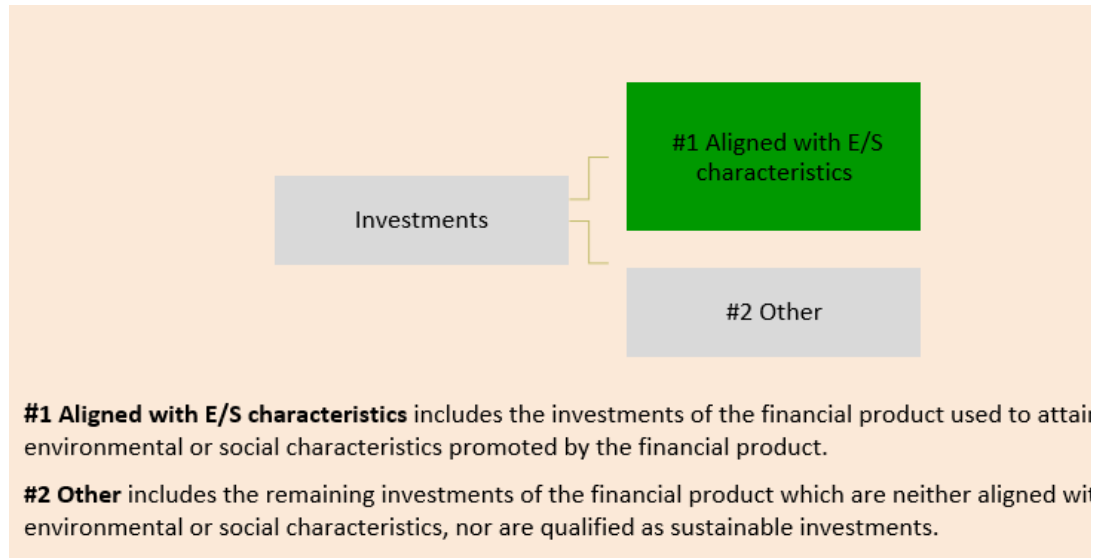 #1 Aligned with E/S
characteristics
Investments
#2 Other
#1 Aligned with E/S characteristics includes the investments of the financial product used to attai
environmental or social characteristics promoted by the financial product.
#2 Other includes the remaining investments of the financial product which are neither aligned wi
environmental or social characteristics, nor are qualified as sustainable investments.